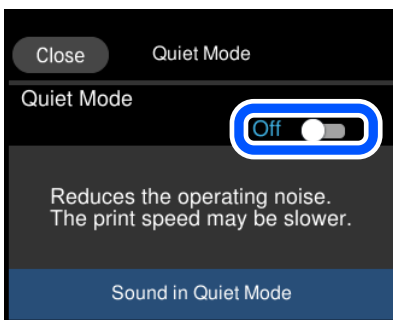 Close Quiet Mode
Quiet Mode
Off
Reduces the operating noise.
The print speed may be slower.
Sound in Quiet Mode